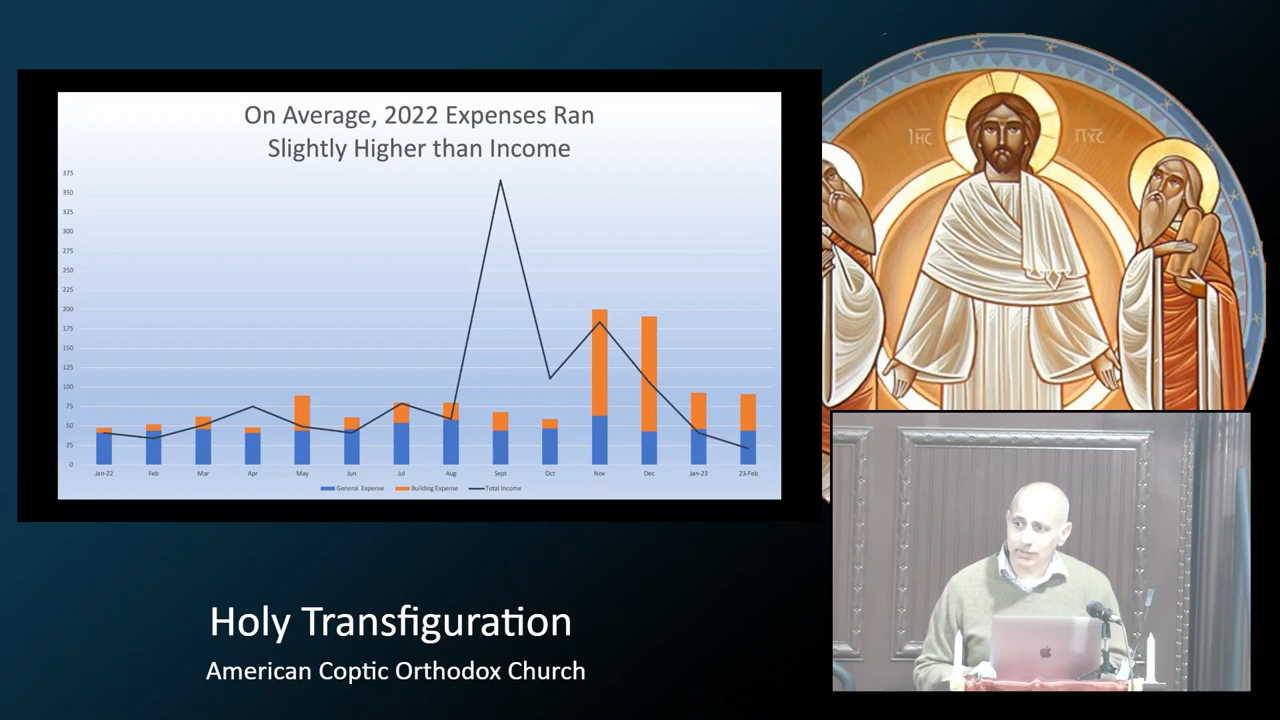 On Average, 2022 Expenses Ran
Slightly Higher than Income
375
350
325
300
275
250
225
200
175
150
125
100
75
50
25
0
Jan-22 Feb Mar Apr May Jun Jul Aug Sept Oct Nov Dec Jan-23 23-Feb
General Expense Building Expense Total Income
Holy Transfiguration
American Coptic Orthodox Church